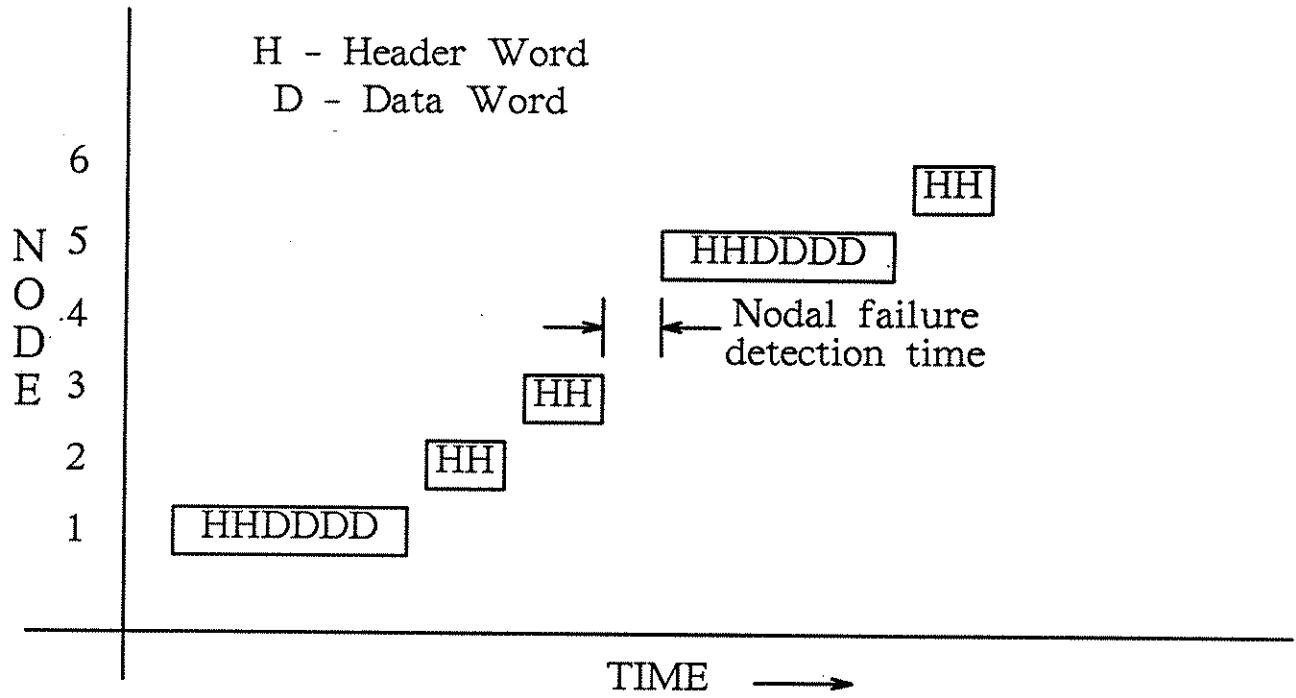 H - Header Word
D - Data Word
NODE
6
HH
5
HHDDDD
4
Nodal failure
detection time
3
HH
2
HH
1
HHDDDD
TIME